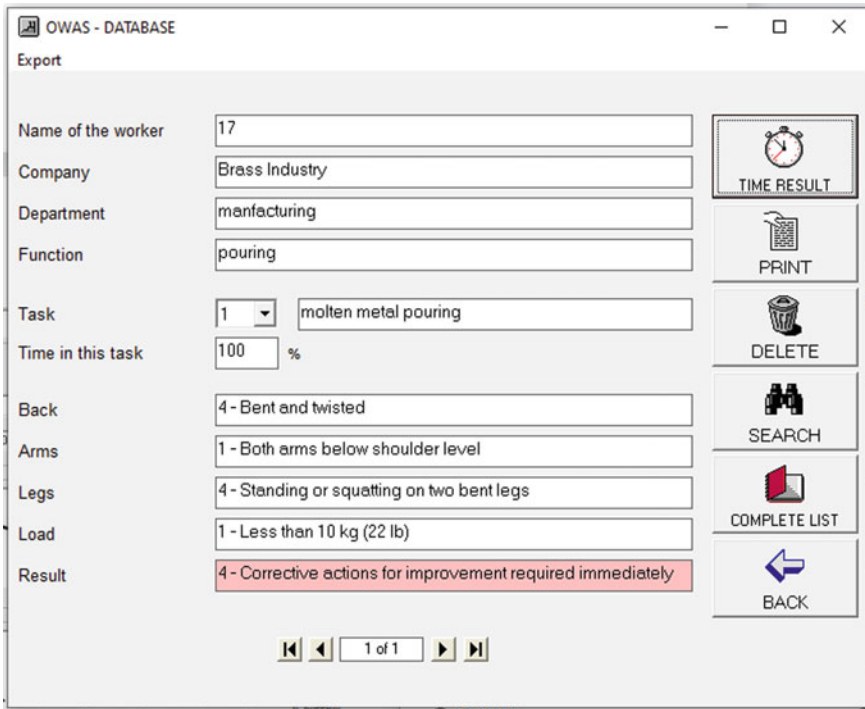 OWAS - DATABASE
Export
Name of the worker 17
Company Brass Industry
Department manfacturing
Function pouring
Task 1 molten metal pouring
Time in this task 100 %
Back 4 - Bent and twisted
Arms 1 - Both arms below shoulder level
Legs 4 - Standing or squatting on two bent legs
Load 1 - Less than 10 kg (22 lb)
Result 4 - Corrective actions for improvement required immediately
1 of 1
TIME RESULT
PRINT
DELETE
SEARCH
COMPLETE LIST
BACK